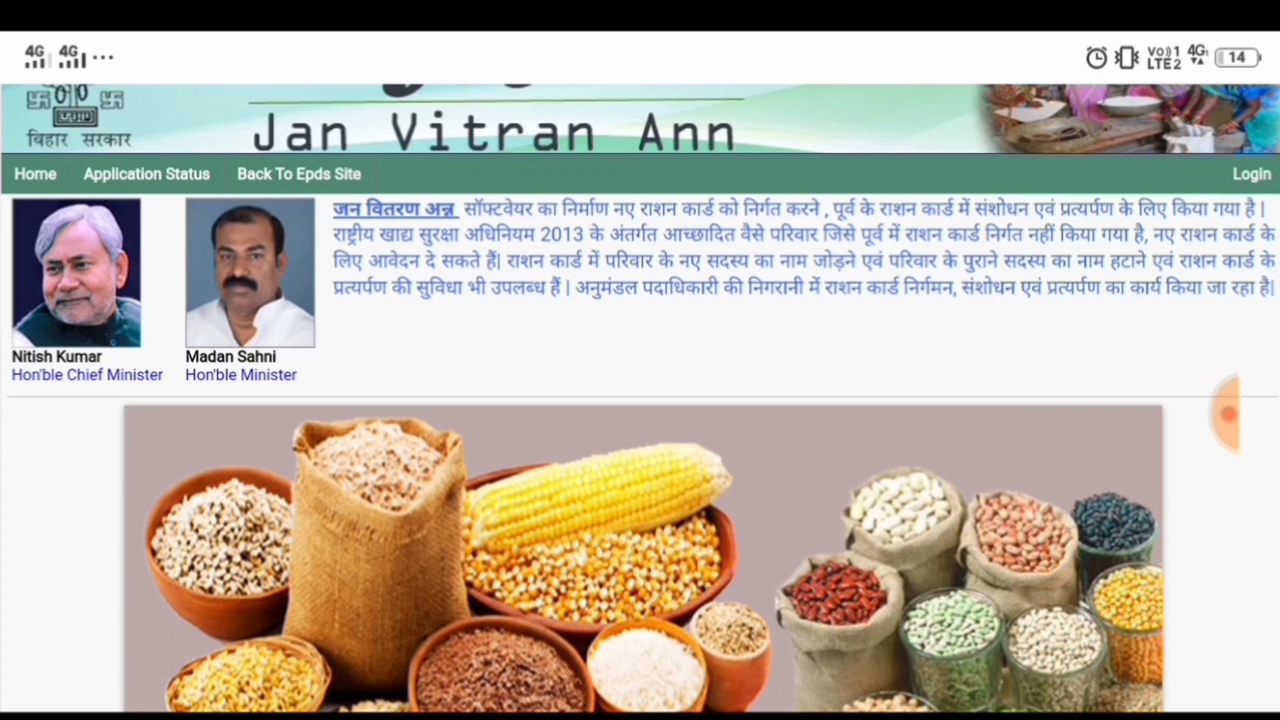 4G 4G ...
Vo)) 1 4G 14
LTE 2
बिहार सरकार
Jan Vitran Ann
Home Application Status Back To Epds Site Login
जन वितरण अन्न सॉफ्टवेयर का निर्माण नए राशन कार्ड को निर्गत करने , पूर्व के राशन कार्ड में संशोधन एवं प्रत्यर्पण के लिए किया गया है |
राष्ट्रीय खाद्य सुरक्षा अधिनियम 2013 के अंतर्गत आच्छादित वैसे परिवार जिसे पूर्व में राशन कार्ड निर्गत नहीं किया गया है, नए राशन कार्ड के
लिए आवेदन दे सकते हैं| राशन कार्ड में परिवार के नए सदस्य का नाम जोड़ने एवं परिवार के पुराने सदस्य का नाम हटाने एवं राशन कार्ड के
प्रत्यर्पण की सुविधा भी उपलब्ध हैं | अनुमंडल पदाधिकारी की निगरानी में राशन कार्ड निर्गमन, संशोधन एवं प्रत्यर्पण का कार्य किया जा रहा है|
Nitish Kumar
Hon'ble Chief Minister
Madan Sahni
Hon'ble Minister